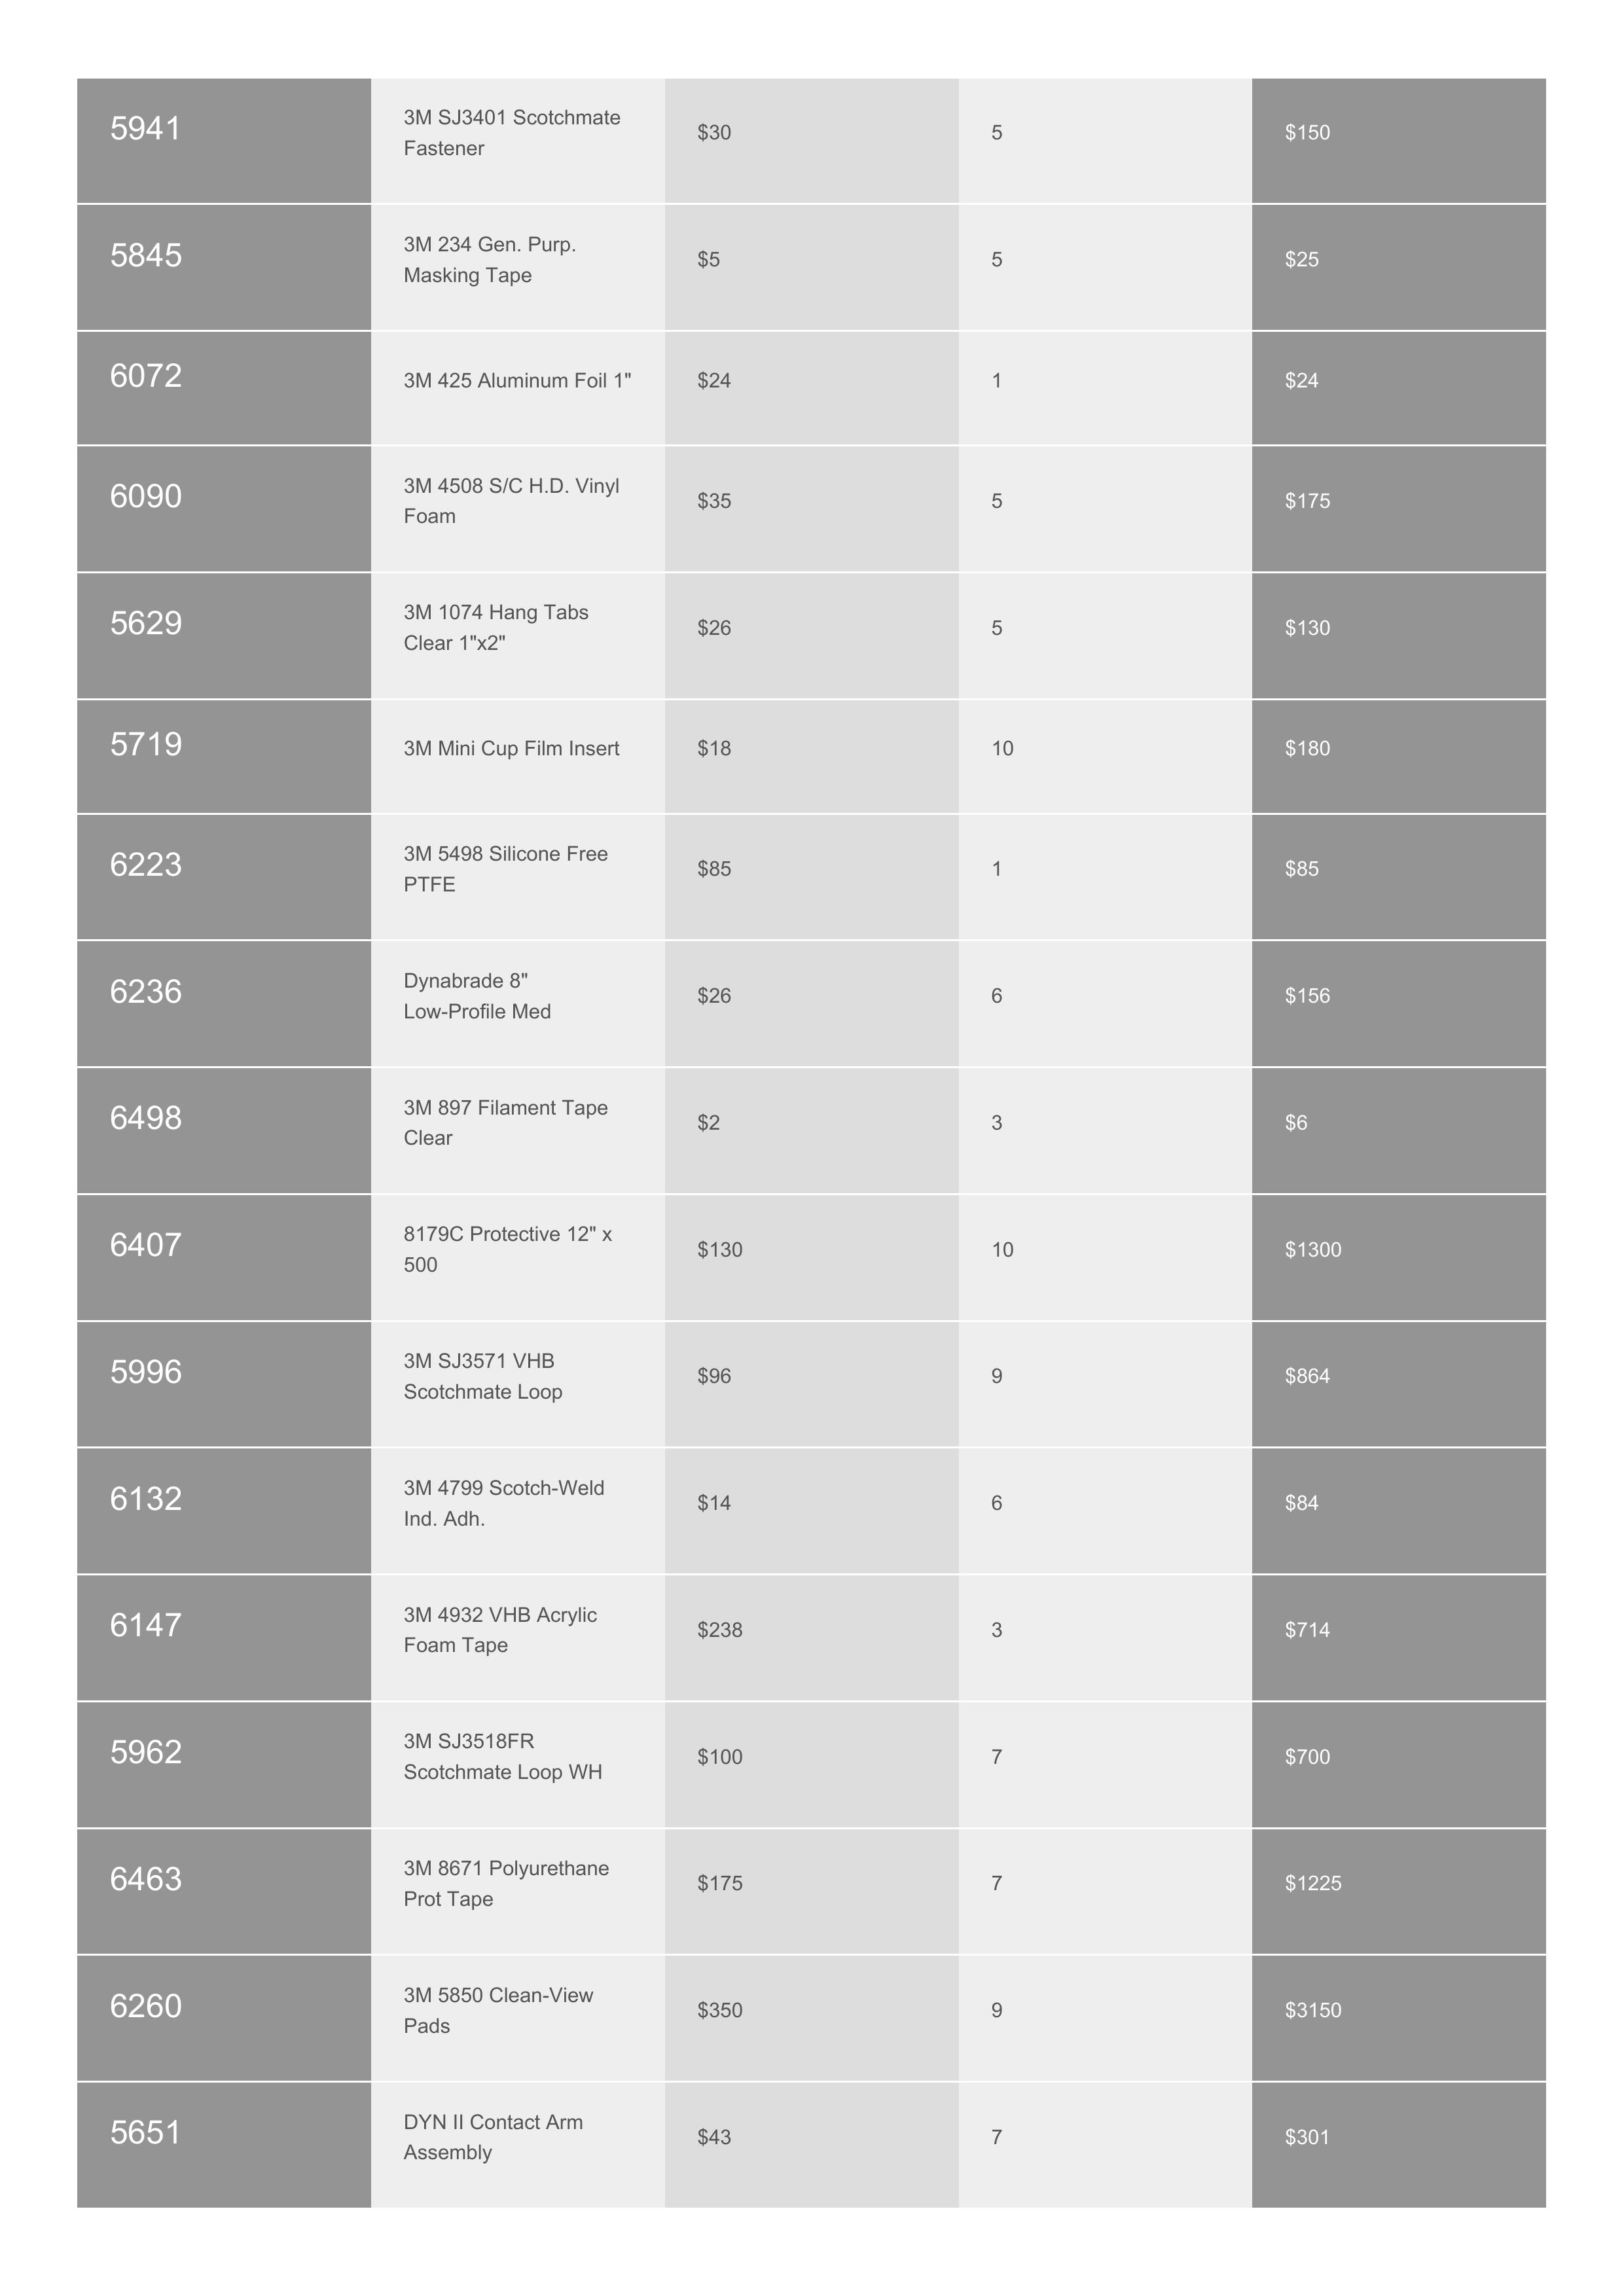 5941
3M SJ3401 Scotchmate
Fastener
$30
5
$150
5845
3M 234 Gen. Purp.
Masking Tape
$5
5
$25
6072
3M 425 Aluminum Foil 1"
$24
1
$24
6090
3M 4508 S/C H.D. Vinyl
Foam
$35
5
$175
5629
3M 1074 Hang Tabs
Clear 1"x2"
$26
5
$130
5719
3M Mini Cup Film Insert
$18
10
$180
6223
3M 5498 Silicone Free
PTFE
$85
1
$85
6236
Dynabrade 8"
Low-Profile Med
$26
6
$156
6498
3M 897 Filament Tape
Clear
$2
3
$6
6407
8179C Protective 12" x
500
$130
10
$1300
5996
3M SJ3571 VHB
Scotchmate Loop
$96
9
$864
6132
3M 4799 Scotch-Weld
Ind. Adh.
$14
6
$84
6147
3M 4932 VHB Acrylic
Foam Tape
$238
3
$714
5962
3M SJ3518FR
Scotchmate Loop WH
$100
7
$700
6463
3M 8671 Polyurethane
Prot Tape
$175
7
$1225
6260
3M 5850 Clean-View
Pads
$350
9
$3150
5651
DYN II Contact Arm
Assembly
$43
7
$301